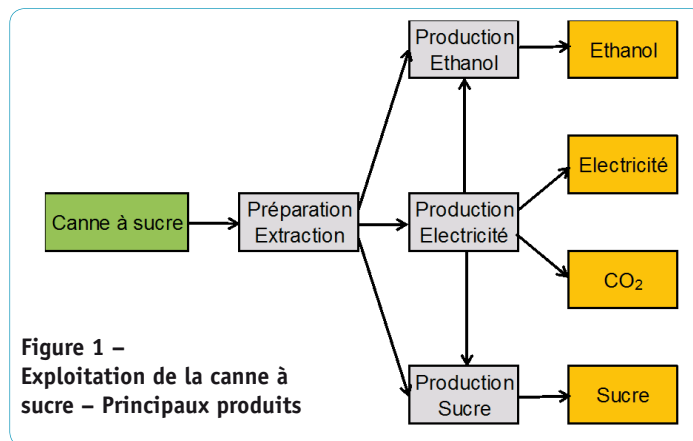 Production
Ethanol
Ethanol
Electricité
Canne à sucre
Préparation
Extraction
Production
Electricité
CO₂
Production
Sucre
Sucre
Figure 1 –
Exploitation de la canne à
sucre – Principaux produits